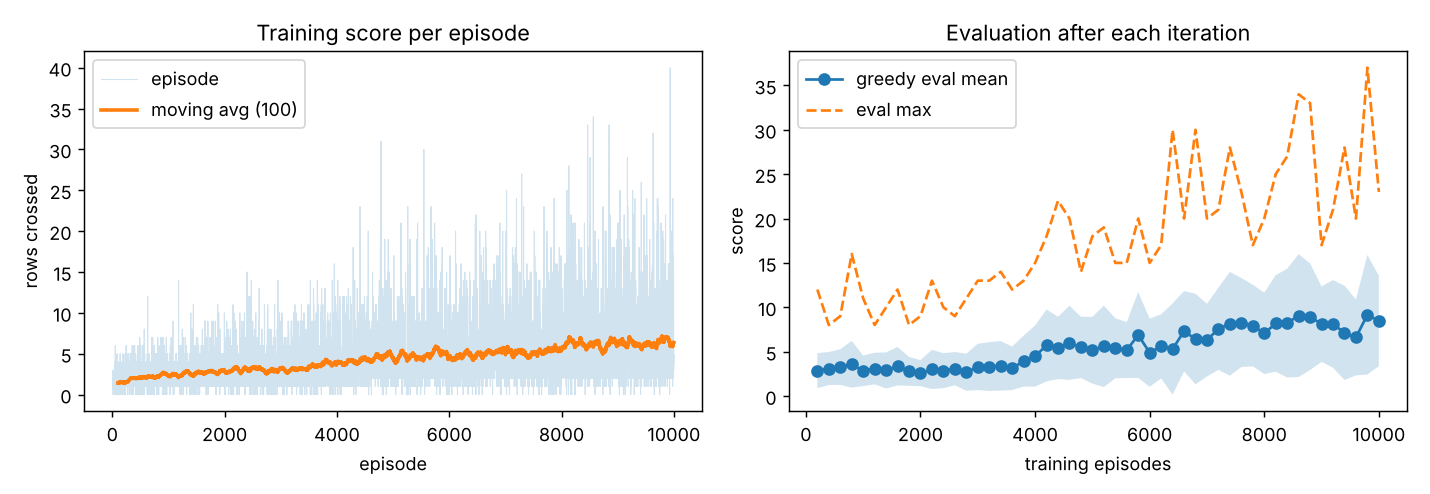 Training score per episode
episode
moving avg (100)
rows crossed
40
35
30
25
20
15
10
5
0
0 2000 4000 6000 8000 10000
episode
Evaluation after each iteration
greedy eval mean
eval max
score
35
30
25
20
15
10
5
0
0 2000 4000 6000 8000 10000
training episodes